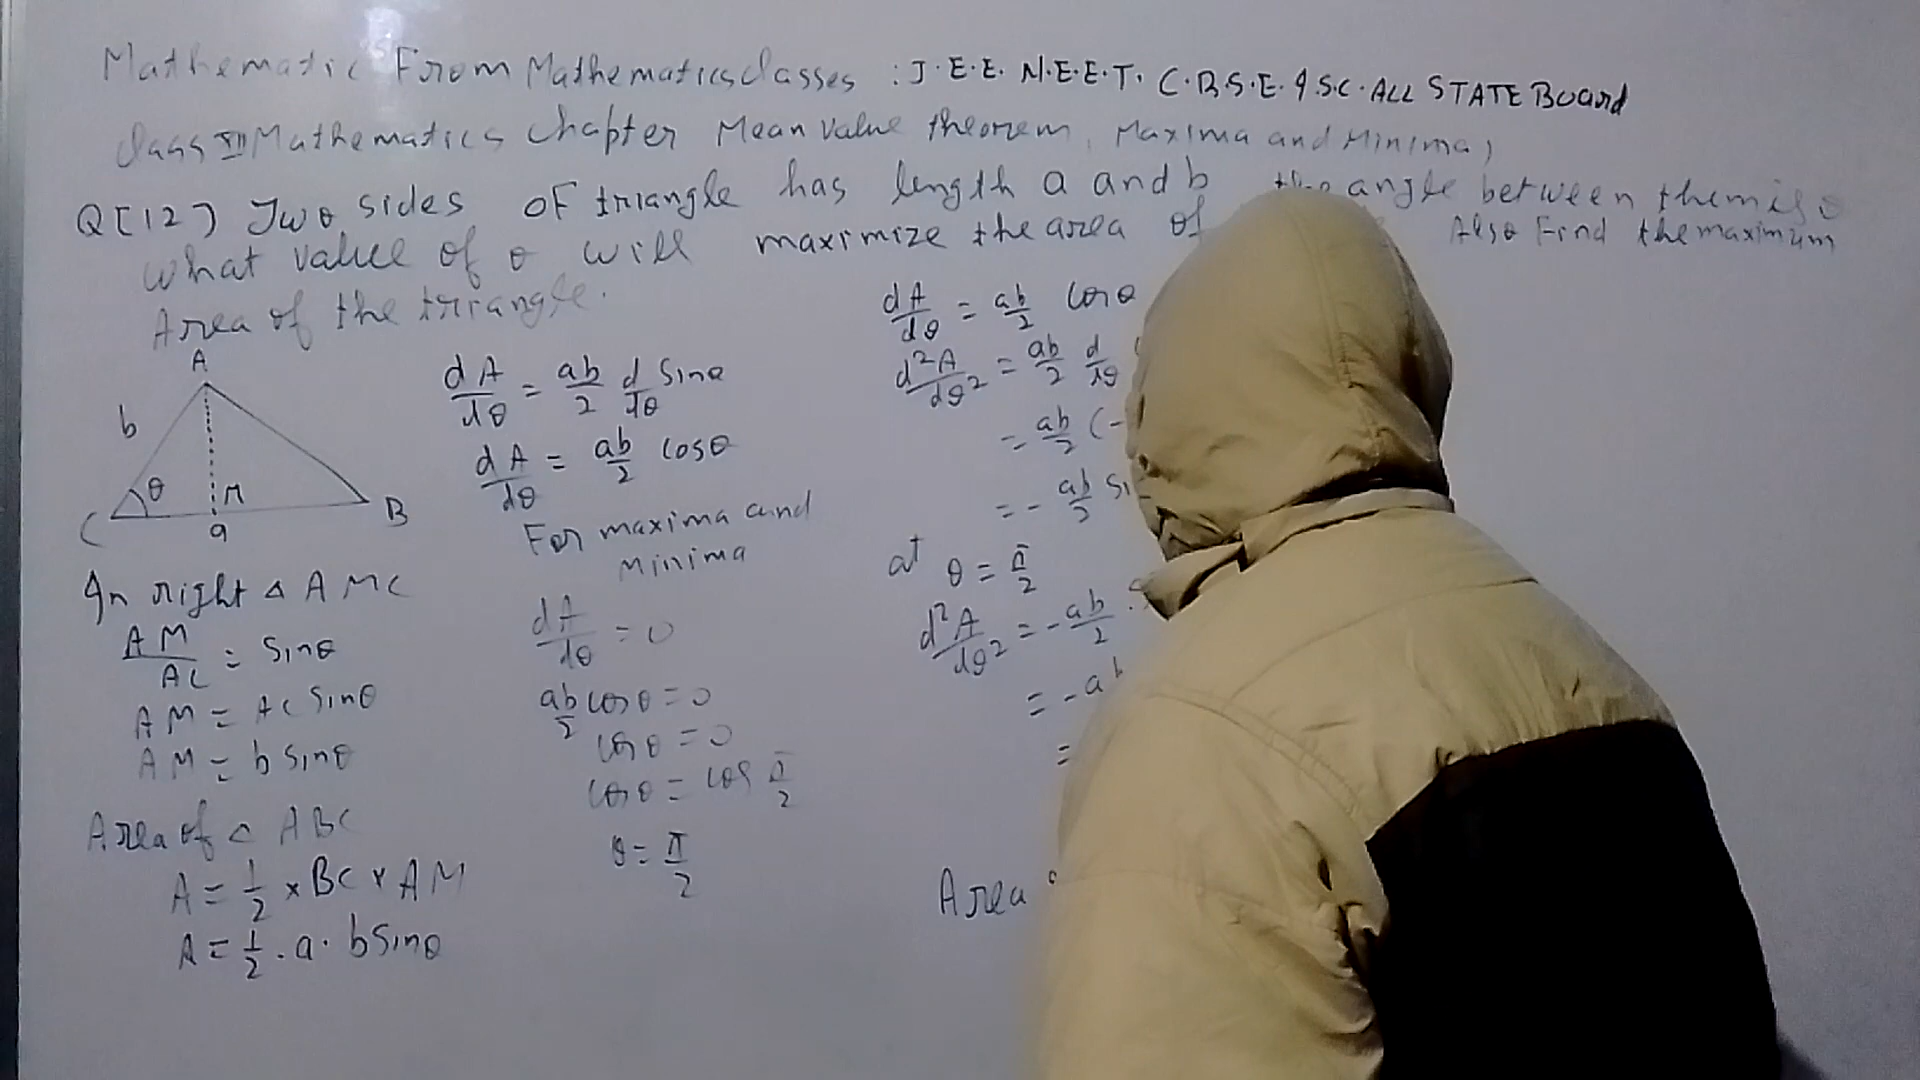 Mathematic From Mathematics classes : J.E.E. N.E.E.T. C.B.S.E. I.S.C. ALL STATE Board
Class XII Mathematics Chapter Mean Value theorem, Maxima and Minima,
Q[12] Two sides of triangle has length a and b the angle between them is θ
What value of θ will maximize the area of Also Find the maximum
Area of the triangle.
A
b
θ
M
C
a
B
In right △ AMC
AM/AC = sinθ
AM = AC sinθ
AM = b sinθ
Area of △ ABC
A = 1/2 × BC × AM
A = 1/2 . a . b sinθ
dA/dθ = ab/2 d/dθ sinθ
dA/dθ = ab/2 cosθ
For maxima and
minima
dA/dθ = 0
ab/2 cosθ = 0
cosθ = 0
cosθ = cos π/2
θ = π/2
dA/dθ = ab/2 cosθ
d²A/dθ² = ab/2 d/dθ
= ab/2 (-
= - ab/2 si
at θ = π/2
d²A/dθ² = -ab/2 .
= -ab
=
Area